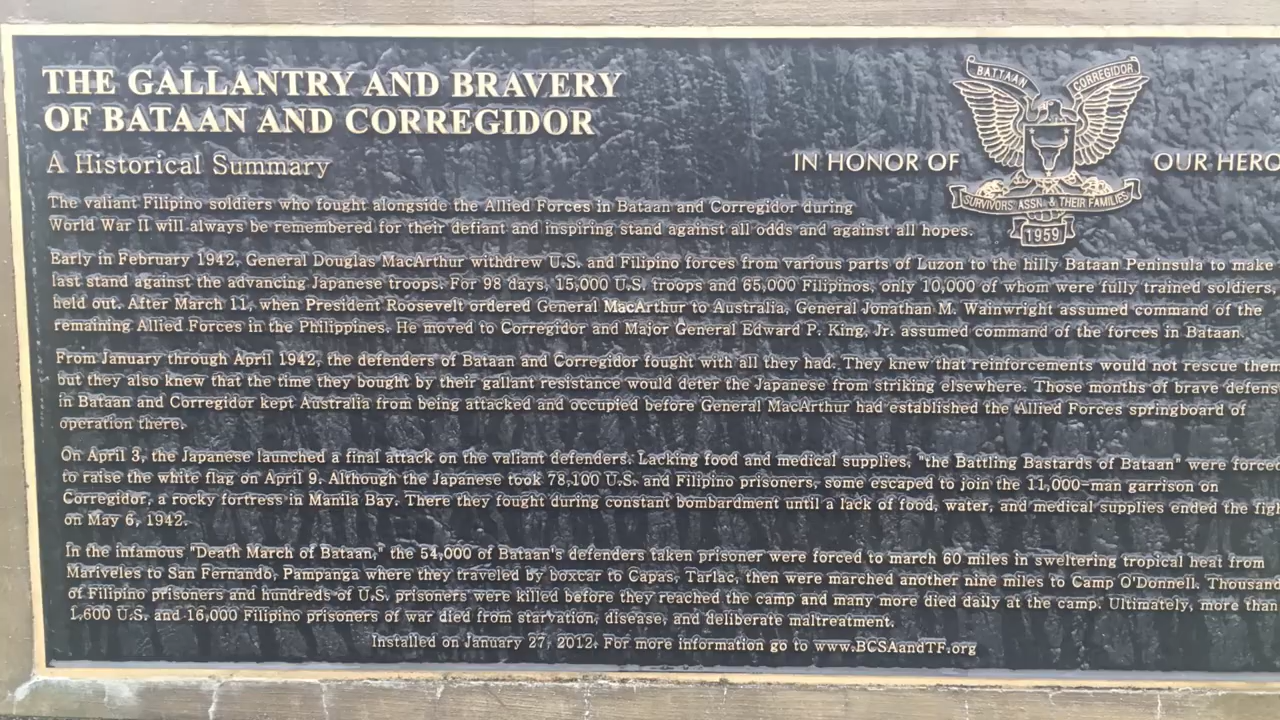 THE GALLANTRY AND BRAVERY
OF BATAAN AND CORREGIDOR
A Historical Summary
BATTAAN CORREGIDOR
IN HONOR OF OUR HERO
SURVIVORS' ASSN. & THEIR FAMILIES
1959
The valiant Filipino soldiers who fought alongside the Allied Forces in Bataan and Corregidor during
World War II will always be remembered for their defiant and inspiring stand against all odds and against all hopes.
Early in February 1942, General Douglas MacArthur withdrew U.S. and Filipino forces from various parts of Luzon to the hilly Bataan Peninsula to make
last stand against the advancing Japanese troops. For 98 days, 15,000 U.S. troops and 65,000 Filipinos, only 10,000 of whom were fully trained soldiers,
held out. After March 11, when President Roosevelt ordered General MacArthur to Australia, General Jonathan M. Wainwright assumed command of the
remaining Allied Forces in the Philippines. He moved to Corregidor and Major General Edward P. King, Jr. assumed command of the forces in Bataan.
From January through April 1942, the defenders of Bataan and Corregidor fought with all they had. They knew that reinforcements would not rescue them
but they also knew that the time they bought by their gallant resistance would deter the Japanese from striking elsewhere. Those months of brave defens
in Bataan and Corregidor kept Australia from being attacked and occupied before General MacArthur had established the Allied Forces springboard of
operation there.
On April 3, the Japanese launched a final attack on the valiant defenders. Lacking food and medical supplies, "the Battling Bastards of Bataan" were forced
to raise the white flag on April 9. Although the Japanese took 78,100 U.S. and Filipino prisoners, some escaped to join the 11,000-man garrison on
Corregidor, a rocky fortress in Manila Bay. There they fought during constant bombardment until a lack of food, water, and medical supplies ended the figh
on May 6, 1942.
In the infamous "Death March of Bataan," the 54,000 of Bataan's defenders taken prisoner were forced to march 60 miles in sweltering tropical heat from
Mariveles to San Fernando, Pampanga where they traveled by boxcar to Capas, Tarlac, then were marched another nine miles to Camp O'Donnell. Thousan
of Filipino prisoners and hundreds of U.S. prisoners were killed before they reached the camp and many more died daily at the camp. Ultimately, more than
1,600 U.S. and 16,000 Filipino prisoners of war died from starvation, disease, and deliberate maltreatment.
Installed on January 27, 2012. For more information go to www.BCSAandTF.org